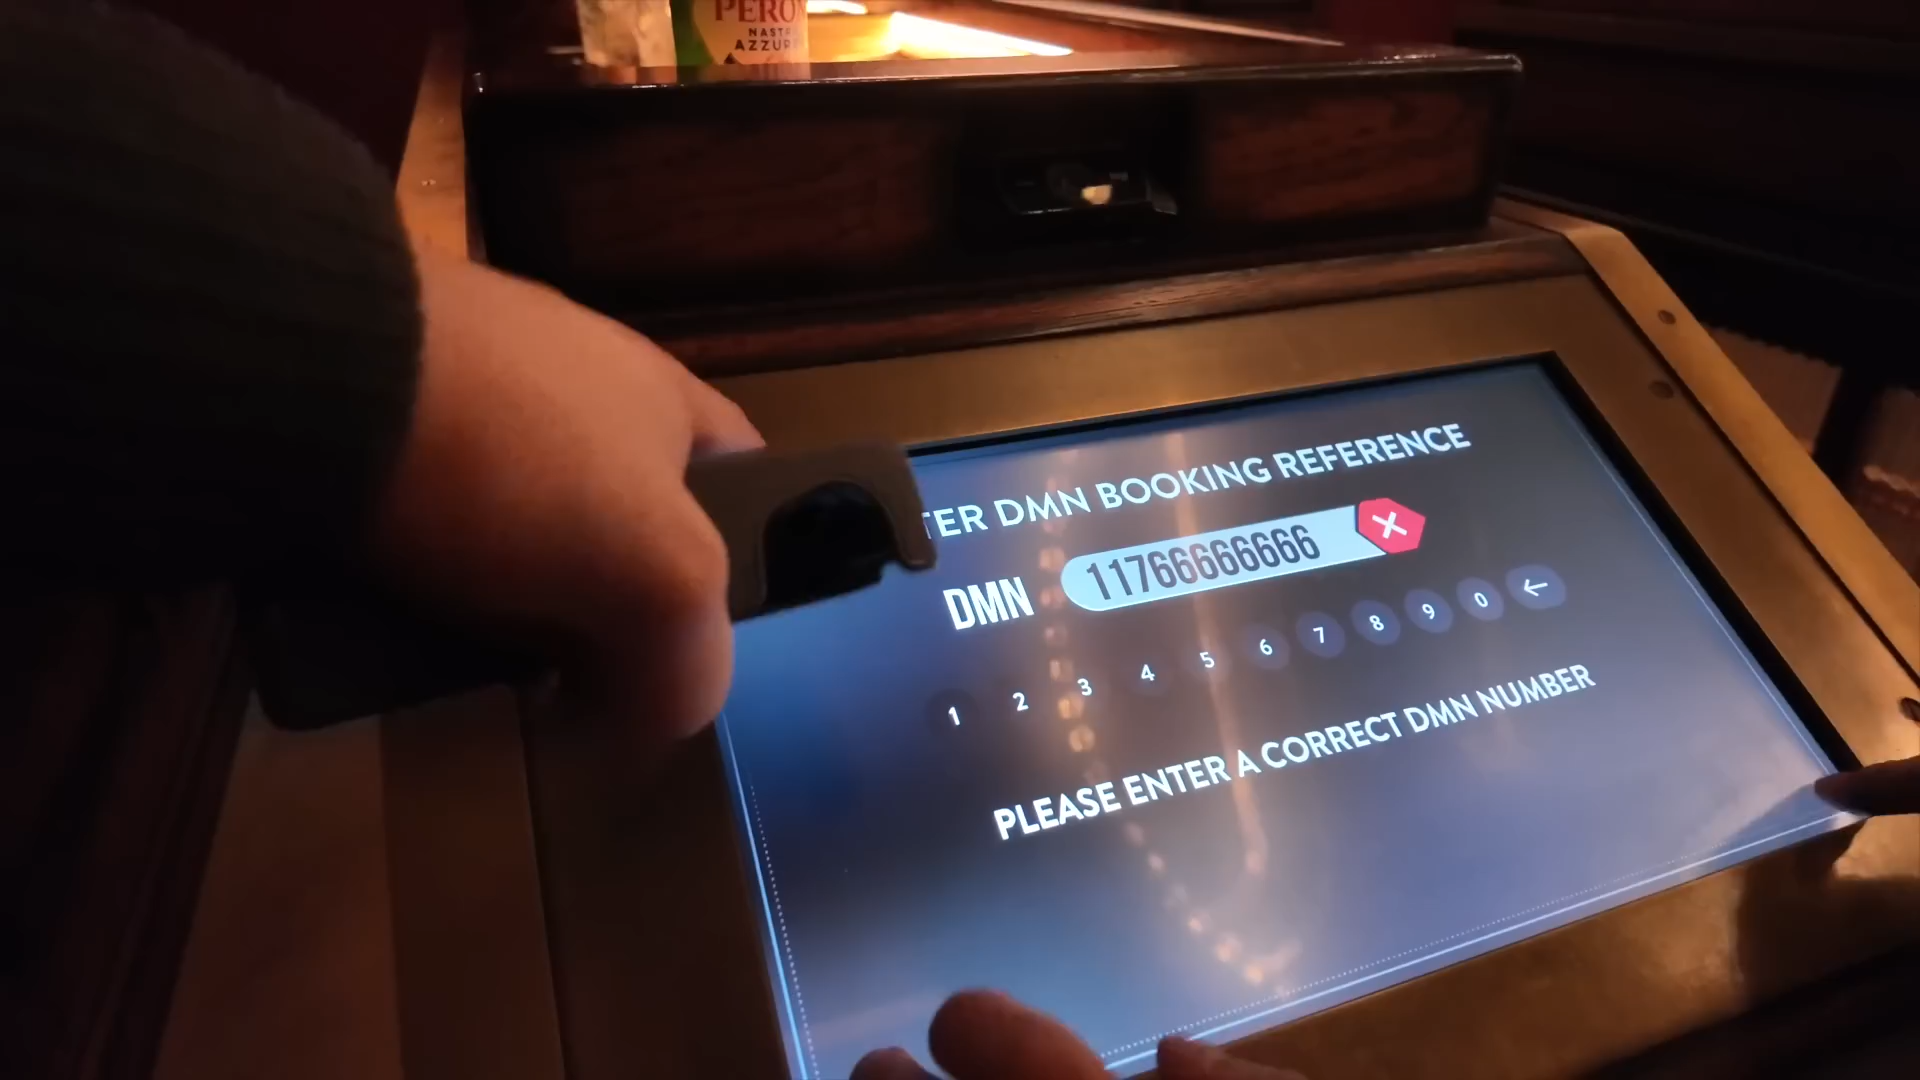 PERON
NASTR
AZZUR
TER DMN BOOKING REFERENCE
DMN 11766666666
1 2 3 4 5 6 7 8 9 0 ←
PLEASE ENTER A CORRECT DMN NUMBER